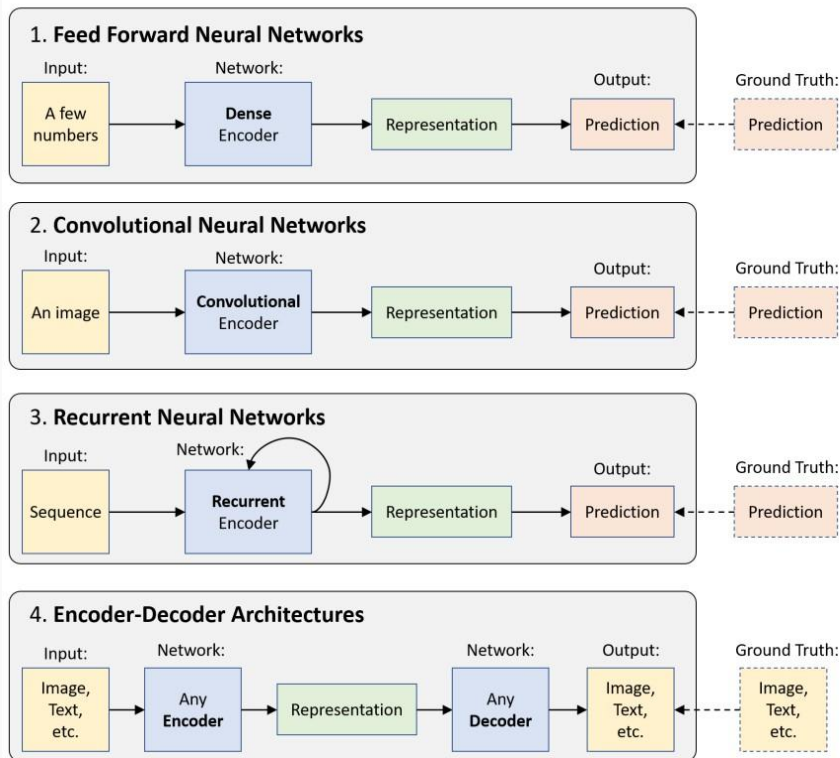 1. Feed Forward Neural Networks
Input:
Network:
Output:
Ground Truth:
A few
numbers
Dense
Encoder
Representation
Prediction
Prediction
2. Convolutional Neural Networks
Input:
Network:
Output:
Ground Truth:
An image
Convolutional
Encoder
Representation
Prediction
Prediction
3. Recurrent Neural Networks
Input:
Network:
Output:
Ground Truth:
Sequence
Recurrent
Encoder
Representation
Prediction
Prediction
4. Encoder-Decoder Architectures
Input:
Network:
Network:
Output:
Ground Truth:
Image,
Text,
etc.
Any
Encoder
Representation
Any
Decoder
Image,
Text,
etc.
Image,
Text,
etc.